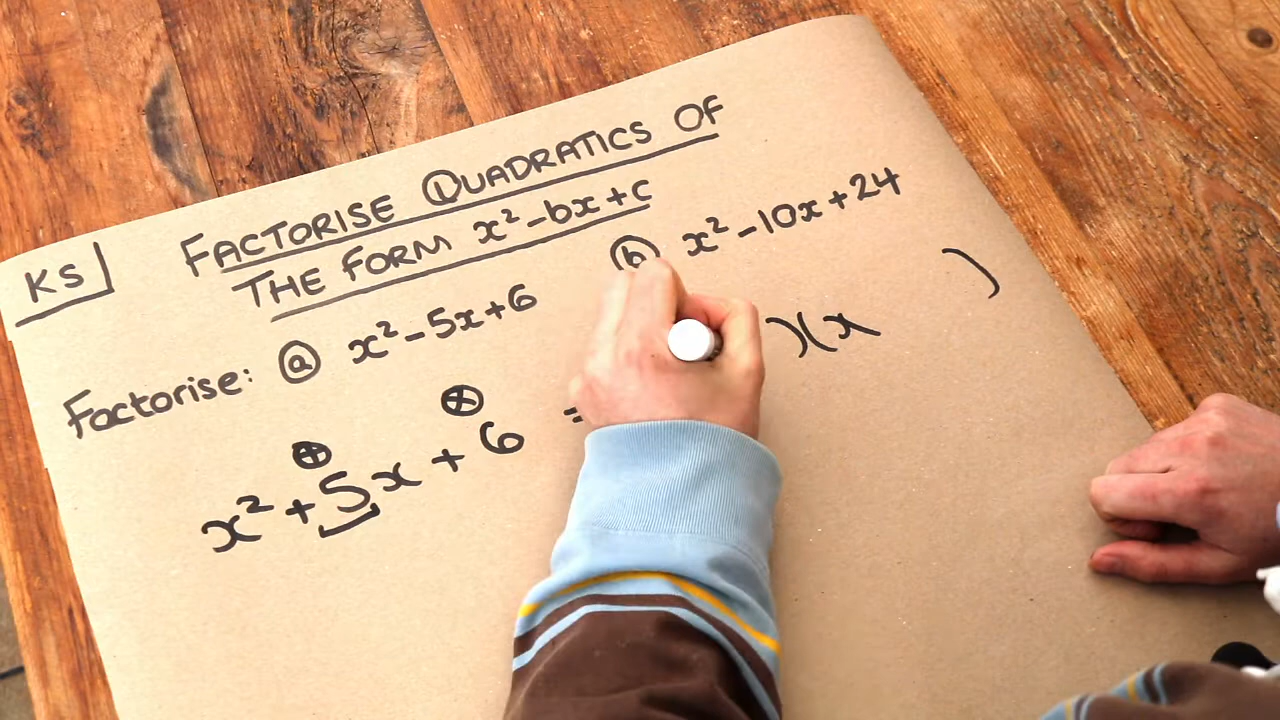 KS
FACTORISE QUADRATICS OF
THE FORM x² - bx + c
Factorise: ⓐ x² - 5x + 6 ⓑ x² - 10x + 24
⊕ ⊗
x² + 5x + 6 = )(x )